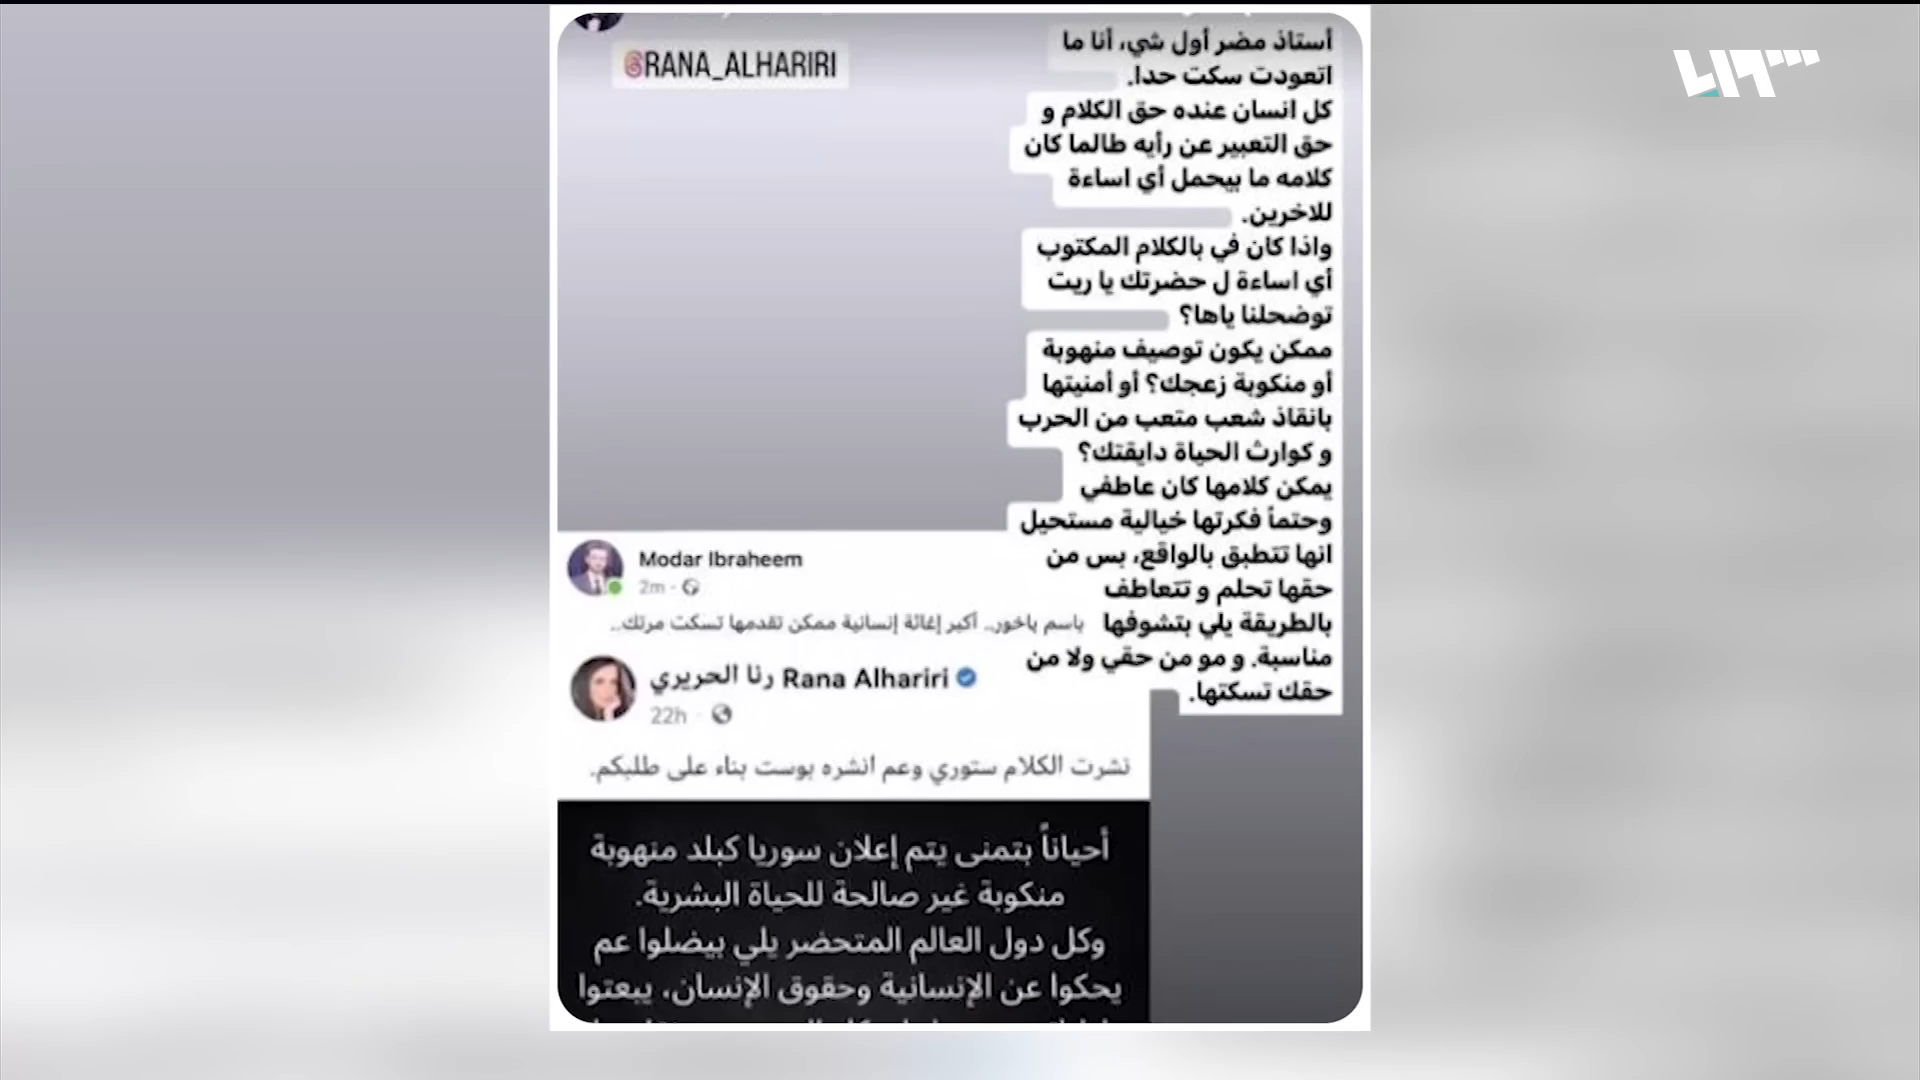 @RANA_ALHARIRI
أستاذ مضر أول شي، أنا ما
اتعودت سكت حدا.
كل انسان عنده حق الكلام و
حق التعبير عن رأيه طالما كان
كلامه ما بيحمل أي اساءة
للاخرين.
واذا كان في بالكلام المكتوب
أي اساءة ل حضرتك يا ريت
توضحلنا ياها؟
ممكن يكون توصيف منهوبة
أو منكوبة زعجك؟ أو أمنيتها
بانقاذ شعب متعب من الحرب
و كوارث الحياة دايقتك؟
يمكن كلامها كان عاطفي
وحتماً فكرتها خيالية مستحيل
انها تتطبق بالواقع، بس من
حقها تحلم و تتعاطف
بالطريقة يلي بتشوفها
مناسبة. و مو من حقي ولا من
حقك تسكتها.
Modar Ibraheem
2m
باسم ياخور.. أكبر إغاثة إنسانية ممكن تقدمها تسكت مرتك..
رنا الحريري Rana Alhariri
22h
نشرت الكلام ستوري وعم انشره بوست بناء على طلبكم.
أحياناً بتمنى يتم إعلان سوريا كبلد منهوبة
منكوبة غير صالحة للحياة البشرية.
وكل دول العالم المتحضر يلي بيضلوا عم
يحكوا عن الإنسانية وحقوق الإنسان، يبعتوا